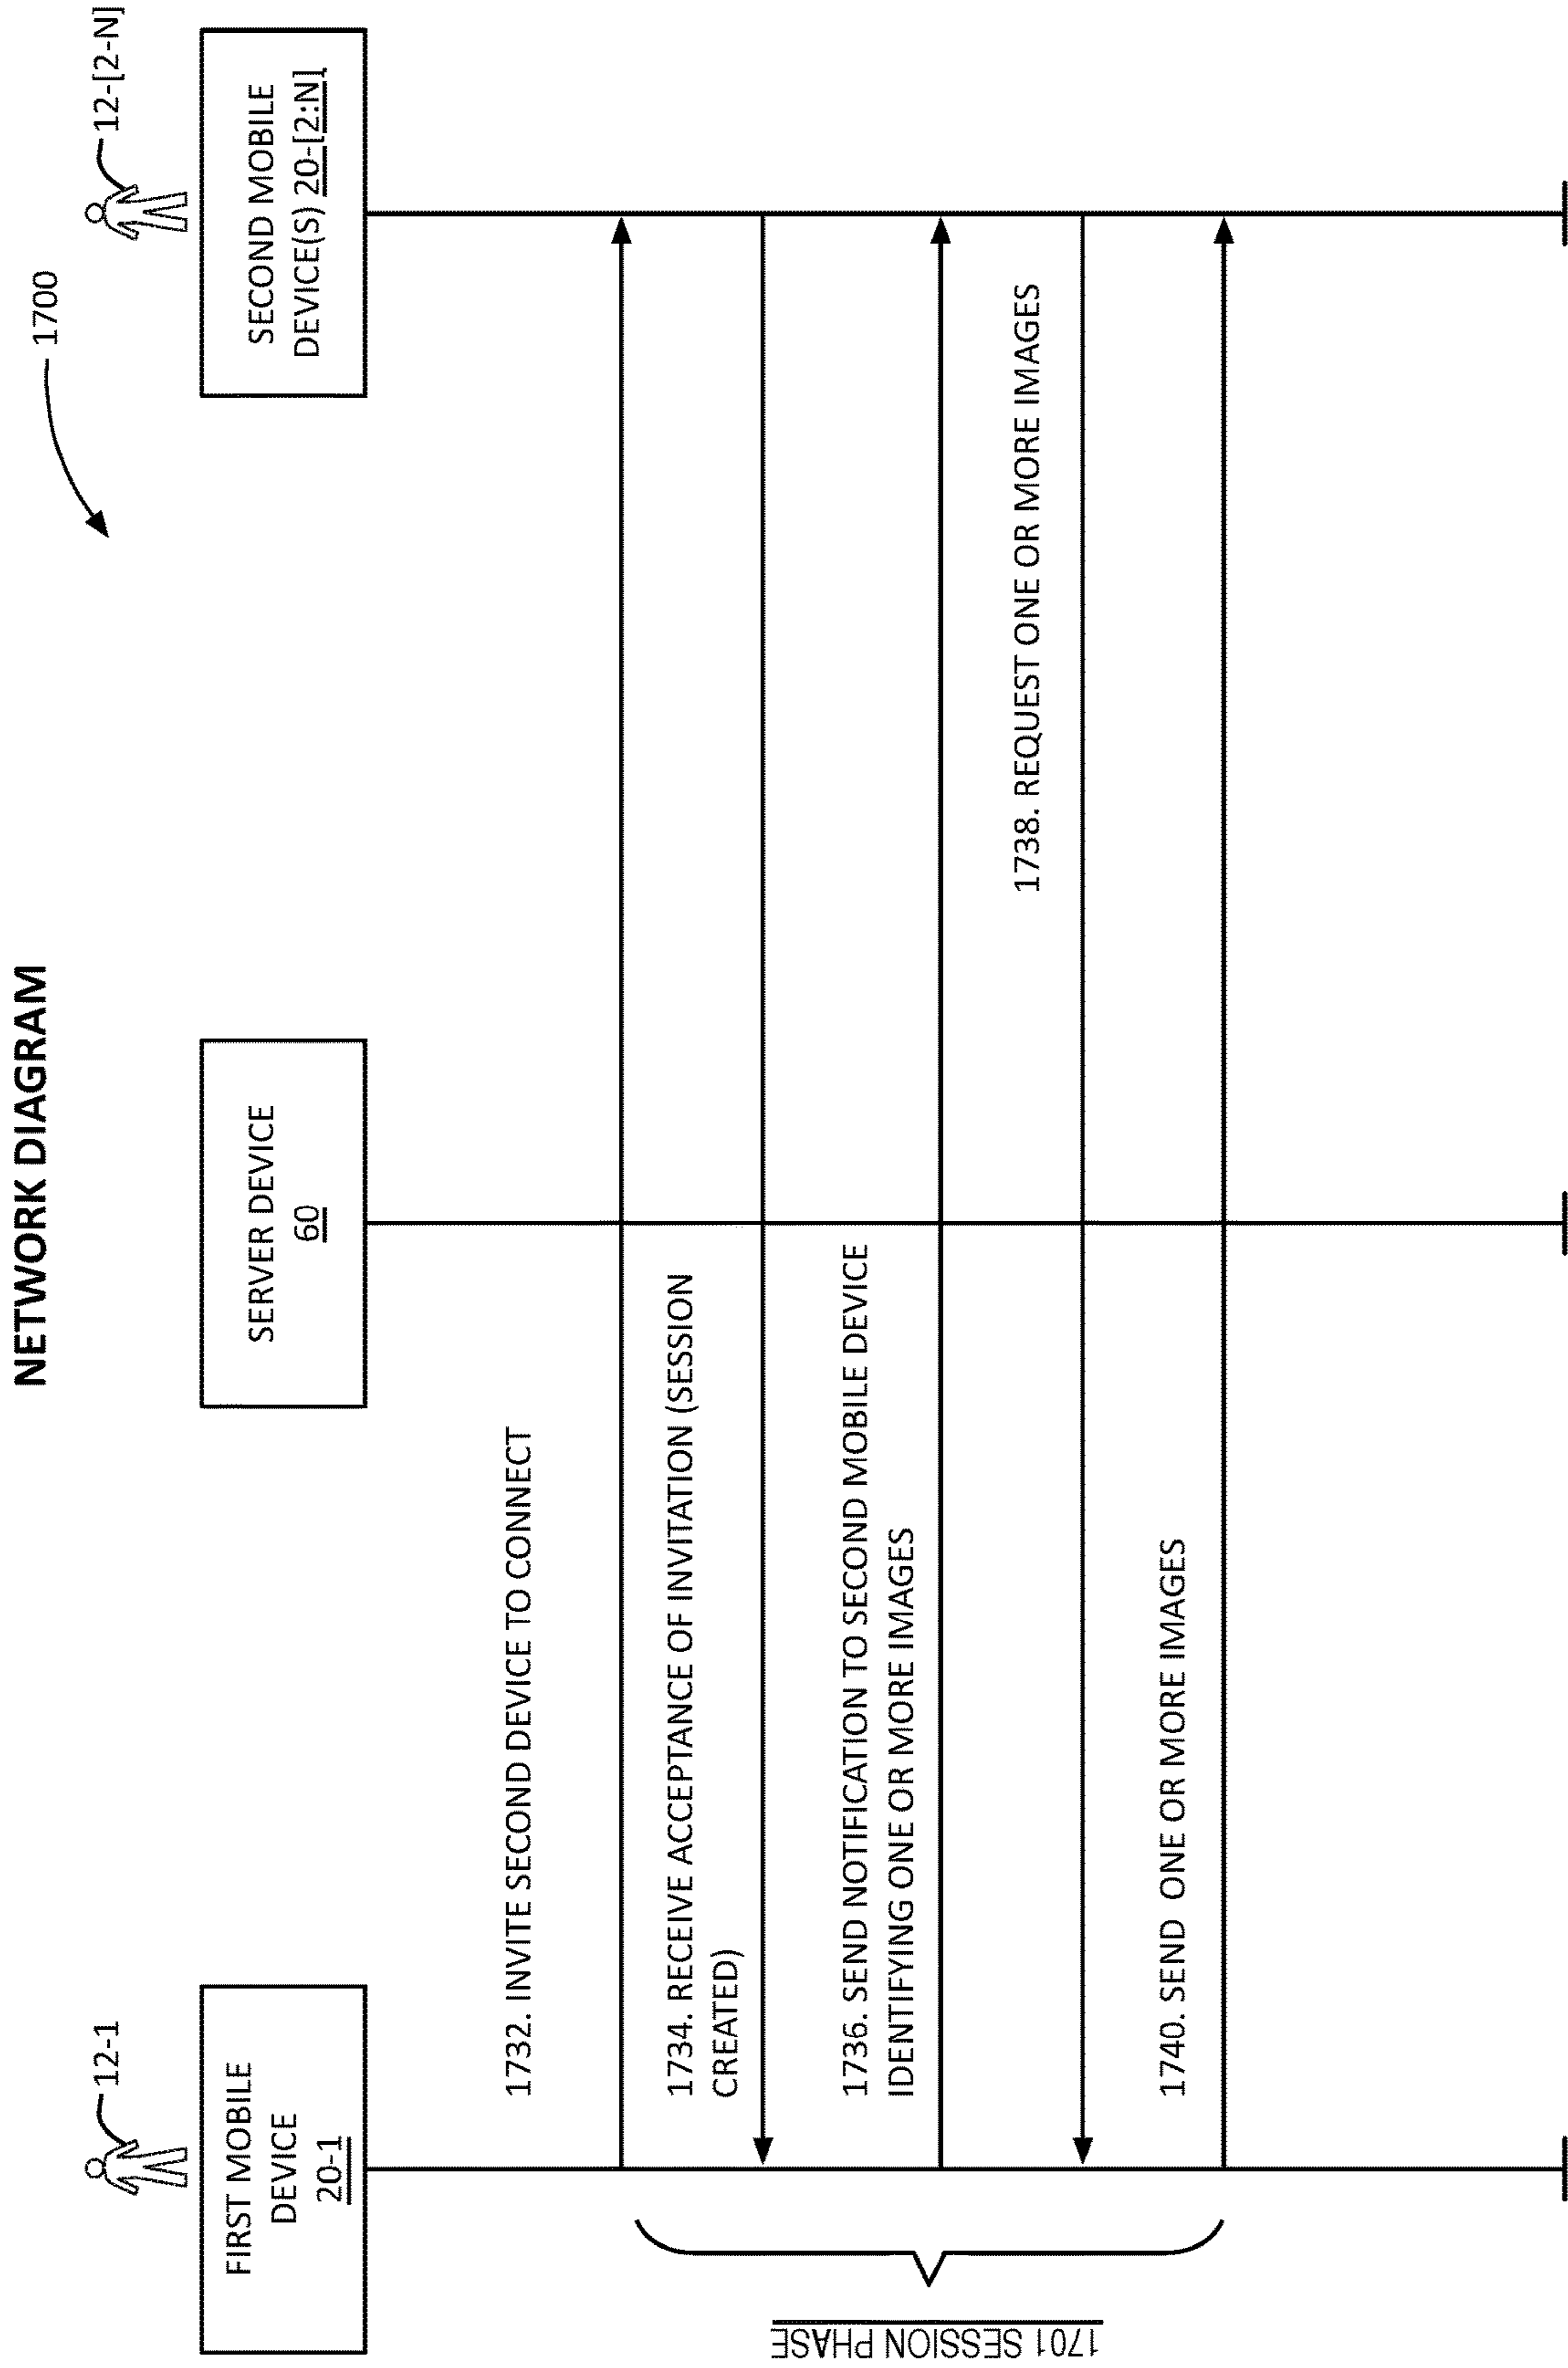 NETWORK DIAGRAM
1700
12-1
12-[2-N]
FIRST MOBILE
DEVICE
20-1
SERVER DEVICE
60
SECOND MOBILE
DEVICE(S) 20-[2:N]
1732. INVITE SECOND DEVICE TO CONNECT
1734. RECEIVE ACCEPTANCE OF INVITATION (SESSION
CREATED)
1736. SEND NOTIFICATION TO SECOND MOBILE DEVICE
IDENTIFYING ONE OR MORE IMAGES
1738. REQUEST ONE OR MORE IMAGES
1740. SEND ONE OR MORE IMAGES
1701 SESSION PHASE